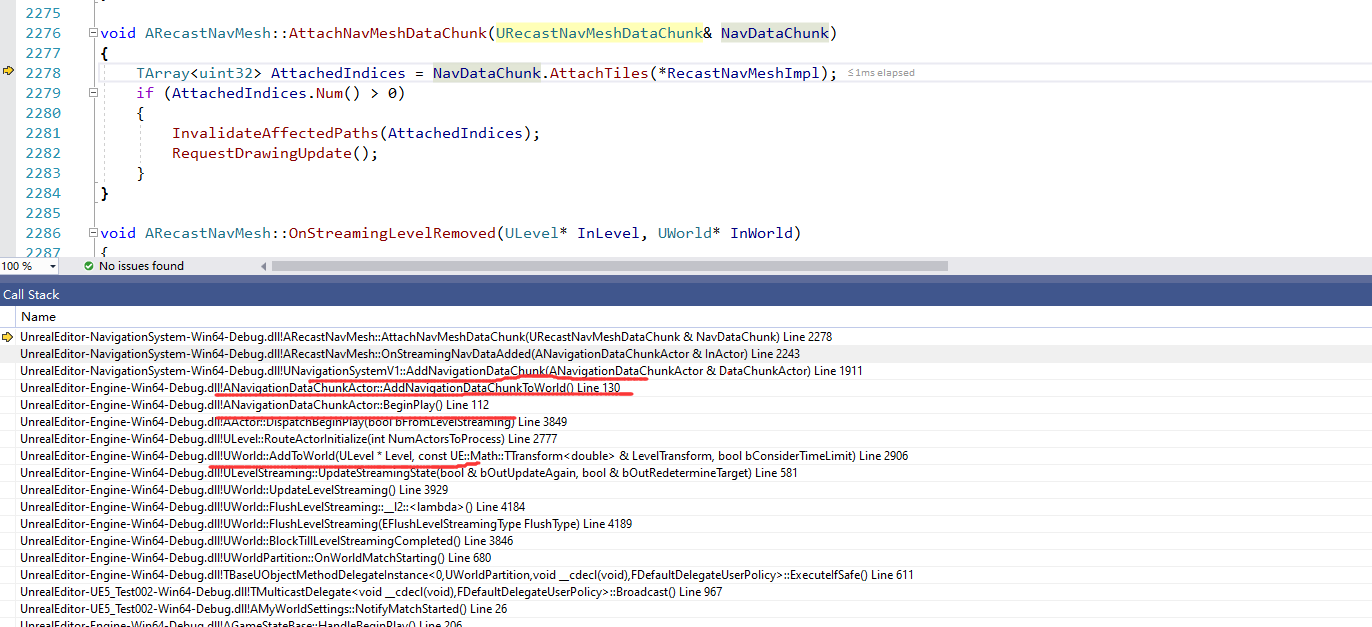 2275
2276 void ARecastNavMesh::AttachNavMeshDataChunk(URecastNavMeshDataChunk& NavDataChunk)
2277 {
2278 TArray<uint32> AttachedIndices = NavDataChunk.AttachTiles(*RecastNavMeshImpl); ≤1ms elapsed
2279 if (AttachedIndices.Num() > 0)
2280 {
2281 InvalidateAffectedPaths(AttachedIndices);
2282 RequestDrawingUpdate();
2283 }
2284 }
2285
2286 void ARecastNavMesh::OnStreamingLevelRemoved(ULevel* InLevel, UWorld* InWorld)
2287 {
100 % No issues found
Call Stack
Name
UnrealEditor-NavigationSystem-Win64-Debug.dll!ARecastNavMesh::AttachNavMeshDataChunk(URecastNavMeshDataChunk & NavDataChunk) Line 2278
UnrealEditor-NavigationSystem-Win64-Debug.dll!ARecastNavMesh::OnStreamingNavDataAdded(ANavigationDataChunkActor & InActor) Line 2243
UnrealEditor-NavigationSystem-Win64-Debug.dll!UNavigationSystemV1::AddNavigationDataChunk(ANavigationDataChunkActor & DataChunkActor) Line 1911
UnrealEditor-Engine-Win64-Debug.dll!ANavigationDataChunkActor::AddNavigationDataChunkToWorld() Line 130
UnrealEditor-Engine-Win64-Debug.dll!ANavigationDataChunkActor::BeginPlay() Line 112
UnrealEditor-Engine-Win64-Debug.dll!AActor::DispatchBeginPlay(bool bFromLevelStreaming) Line 3849
UnrealEditor-Engine-Win64-Debug.dll!ULevel::RouteActorInitialize(int NumActorsToProcess) Line 2777
UnrealEditor-Engine-Win64-Debug.dll!UWorld::AddToWorld(ULevel * Level, const UE::Math::TTransform<double> & LevelTransform, bool bConsiderTimeLimit) Line 2906
UnrealEditor-Engine-Win64-Debug.dll!ULevelStreaming::UpdateStreamingState(bool & bOutUpdateAgain, bool & bOutRedetermineTarget) Line 581
UnrealEditor-Engine-Win64-Debug.dll!UWorld::UpdateLevelStreaming() Line 3929
UnrealEditor-Engine-Win64-Debug.dll!UWorld::FlushLevelStreaming::__l2::<lambda>() Line 4184
UnrealEditor-Engine-Win64-Debug.dll!UWorld::FlushLevelStreaming(EFlushLevelStreamingType FlushType) Line 4189
UnrealEditor-Engine-Win64-Debug.dll!UWorld::BlockTillLevelStreamingCompleted() Line 3846
UnrealEditor-Engine-Win64-Debug.dll!UWorldPartition::OnWorldMatchStarting() Line 680
UnrealEditor-Engine-Win64-Debug.dll!TBaseUObjectMethodDelegateInstance<0,UWorldPartition,void __cdecl(void),FDefaultDelegateUserPolicy>::ExecuteIfSafe() Line 611
UnrealEditor-UE5_Test002-Win64-Debug.dll!TMulticastDelegate<void __cdecl(void),FDefaultDelegateUserPolicy>::Broadcast() Line 967
UnrealEditor-UE5_Test002-Win64-Debug.dll!AMyWorldSettings::NotifyMatchStarted() Line 26
UnrealEditor-Engine-Win64-Debug.dll!AGameStateBase::HandleBeginPlay() Line 206